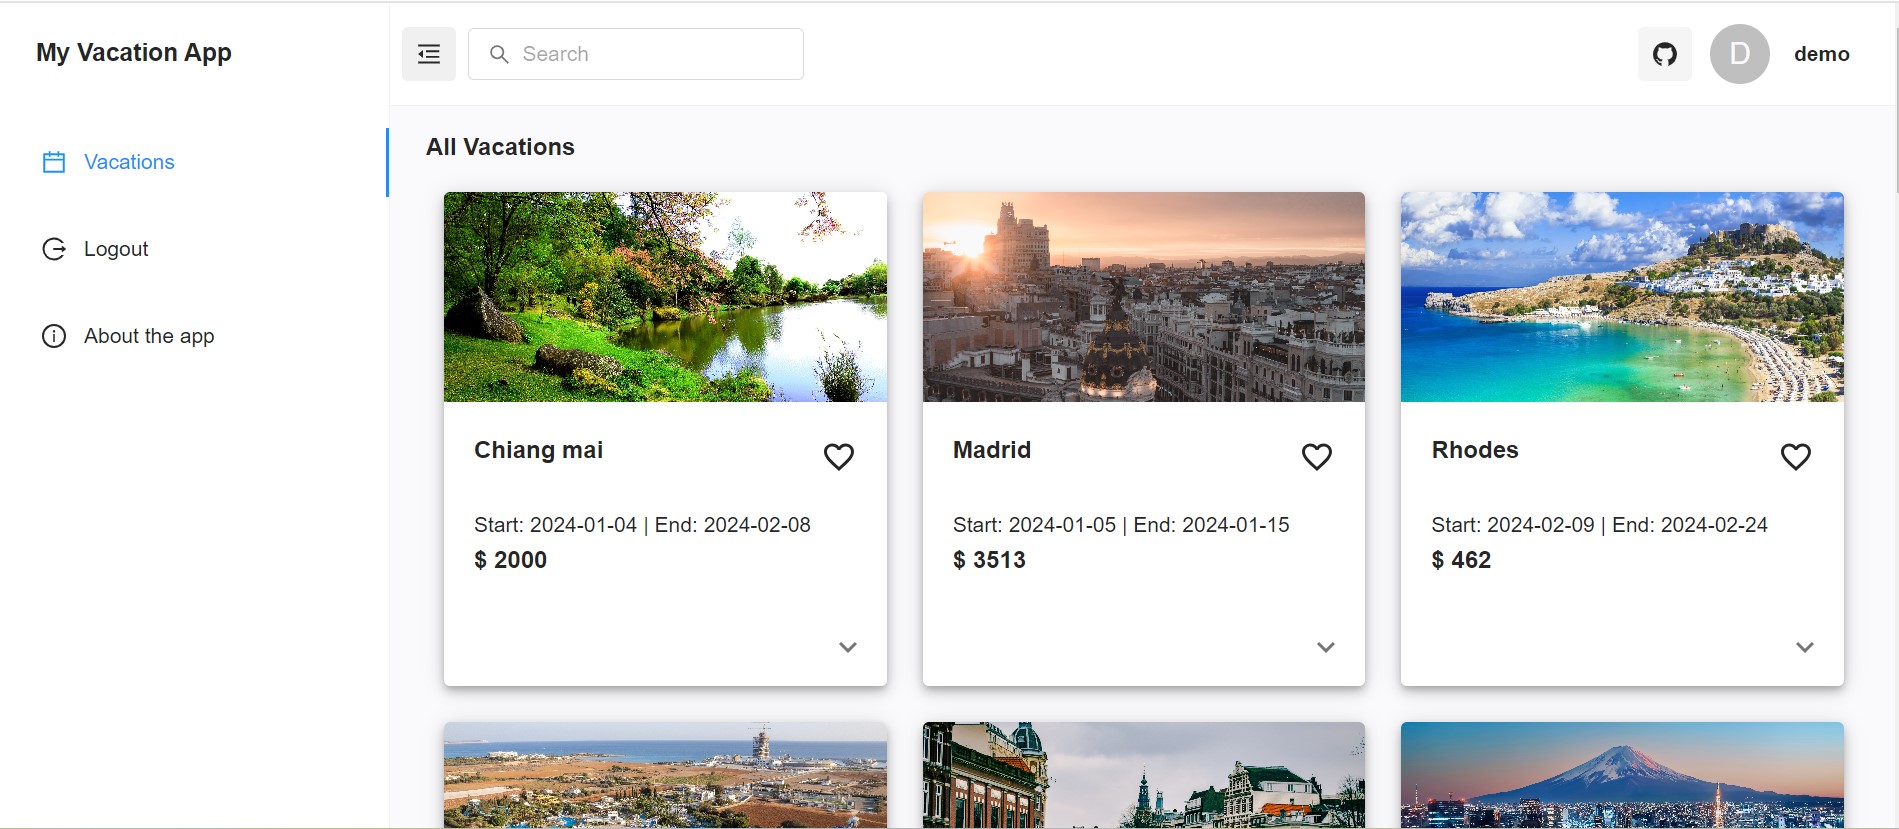 My Vacation App
Search
D
demo
Vacations
Logout
About the app
All Vacations
Chiang mai
Start: 2024-01-04 | End: 2024-02-08
$ 2000
Madrid
Start: 2024-01-05 | End: 2024-01-15
$ 3513
Rhodes
Start: 2024-02-09 | End: 2024-02-24
$ 462